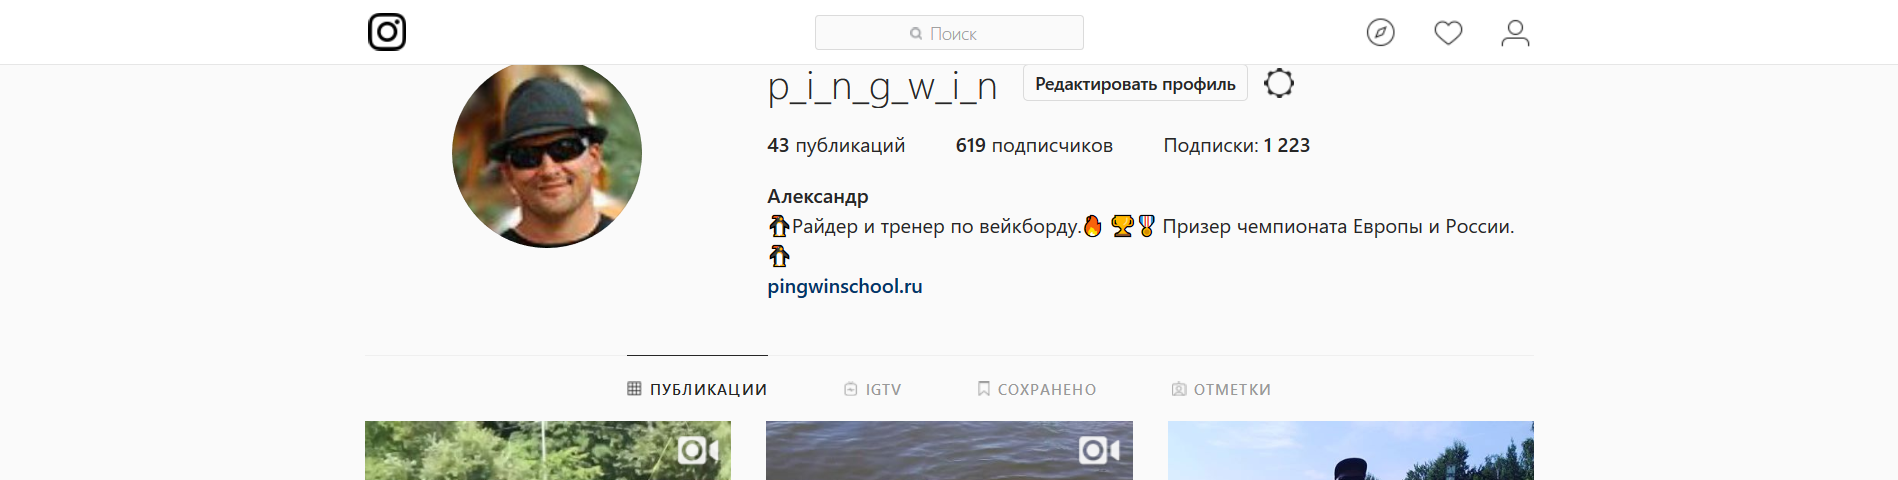 Поиск
p_i_n_g_w_i_n Редактировать профиль
43 публикаций 619 подписчиков Подписки: 1 223
Александр
🐧Райдер и тренер по вейкборду.🔥 🏆🎖 Призер чемпионата Европы и России.
🐧
pingwinschool.ru
ПУБЛИКАЦИИ IGTV СОХРАНЕНО ОТМЕТКИ